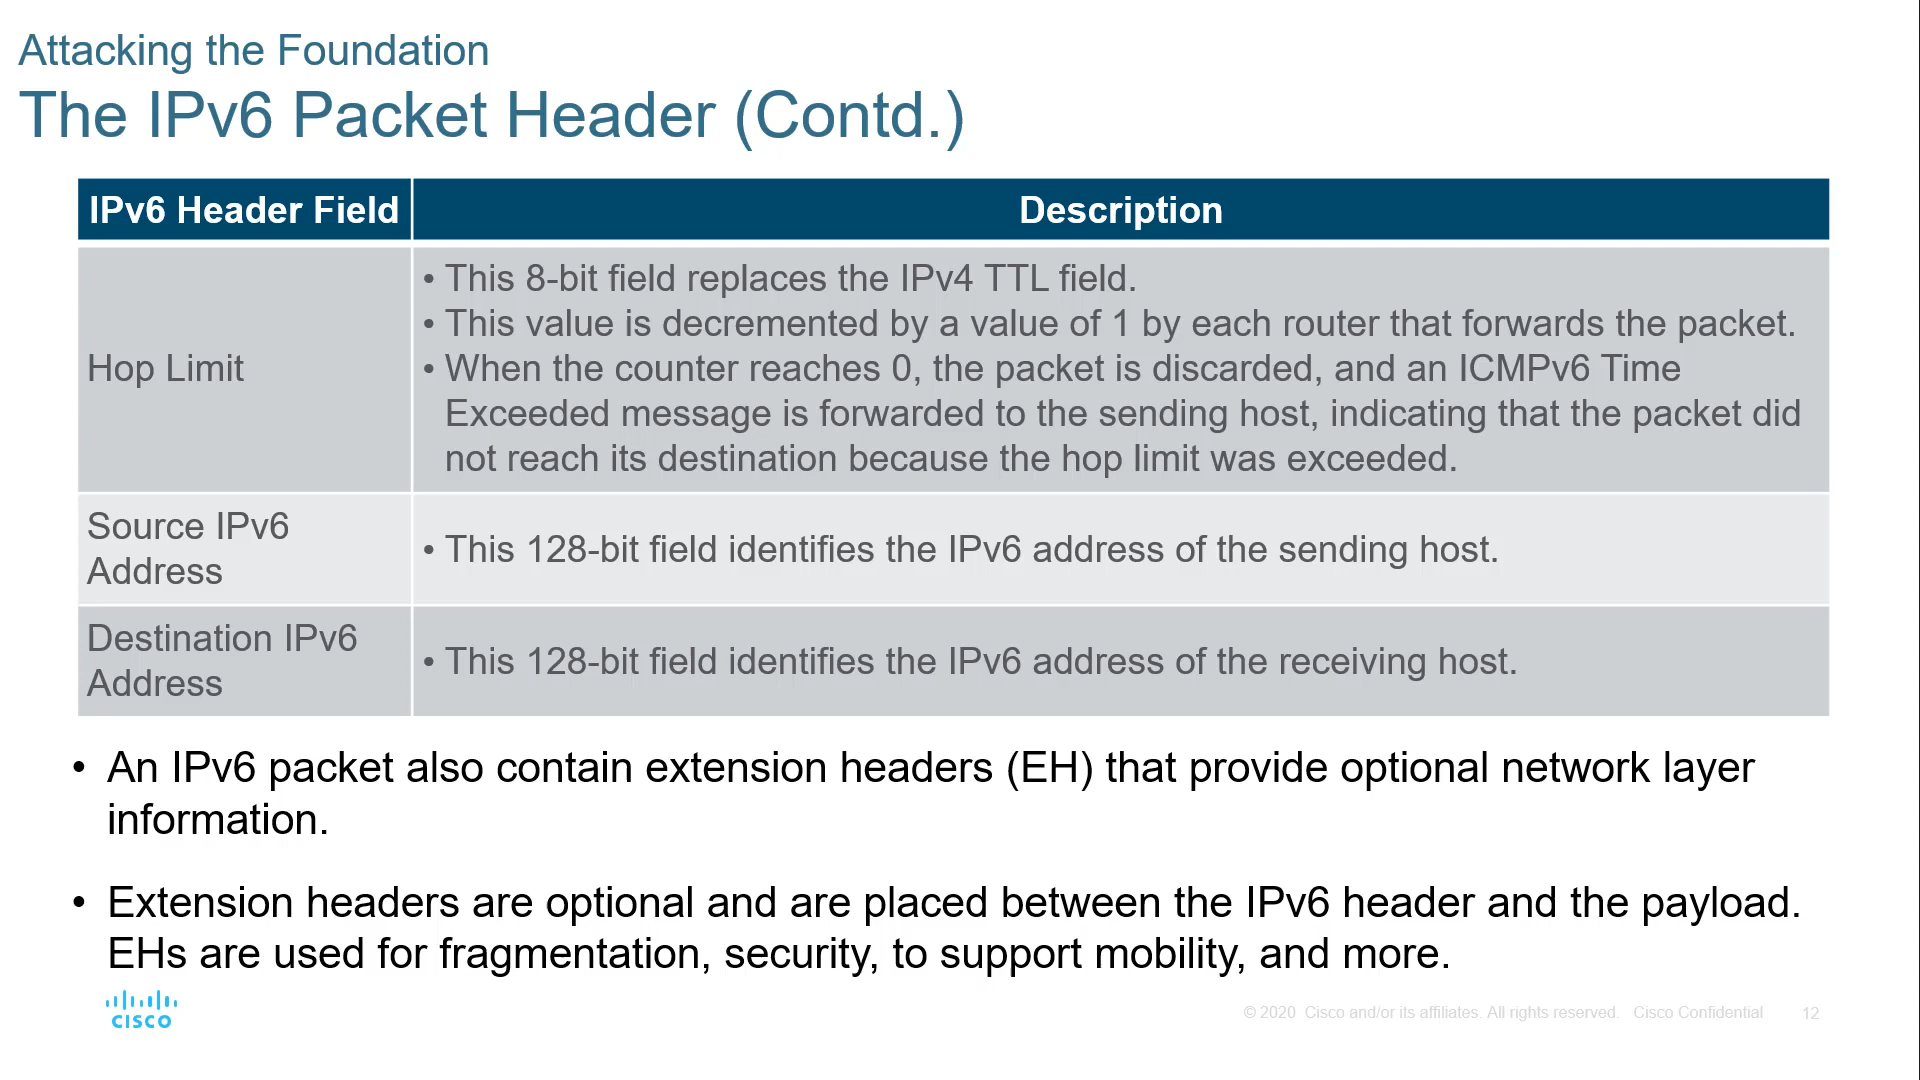 Attacking the Foundation
The IPv6 Packet Header (Contd.)
IPv6 Header Field
Description
Hop Limit
• This 8-bit field replaces the IPv4 TTL field.
• This value is decremented by a value of 1 by each router that forwards the packet.
• When the counter reaches 0, the packet is discarded, and an ICMPv6 Time
Exceeded message is forwarded to the sending host, indicating that the packet did
not reach its destination because the hop limit was exceeded.
Source IPv6
Address
• This 128-bit field identifies the IPv6 address of the sending host.
Destination IPv6
Address
• This 128-bit field identifies the IPv6 address of the receiving host.
• An IPv6 packet also contain extension headers (EH) that provide optional network layer
information.
• Extension headers are optional and are placed between the IPv6 header and the payload.
EHs are used for fragmentation, security, to support mobility, and more.
CISCO
© 2020 Cisco and/or its affiliates. All rights reserved. Cisco Confidential
12